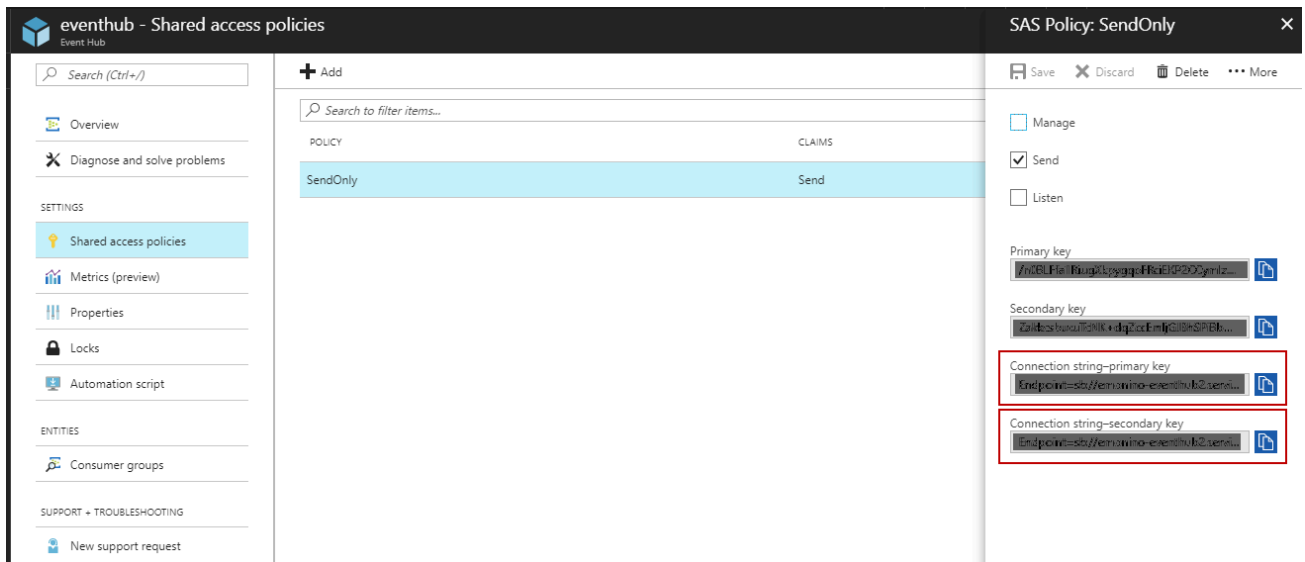 eventhub - Shared access policies
Event Hub
Search (Ctrl+/)
Overview
Diagnose and solve problems
SETTINGS
Shared access policies
Metrics (preview)
Properties
Locks
Automation script
ENTITIES
Consumer groups
SUPPORT + TROUBLESHOOTING
New support request
Add
Search to filter items...
POLICY CLAIMS
SendOnly Send
SAS Policy: SendOnly
Save Discard Delete More
Manage
Send
Listen
Primary key
Secondary key
Connection string–primary key
Connection string–secondary key